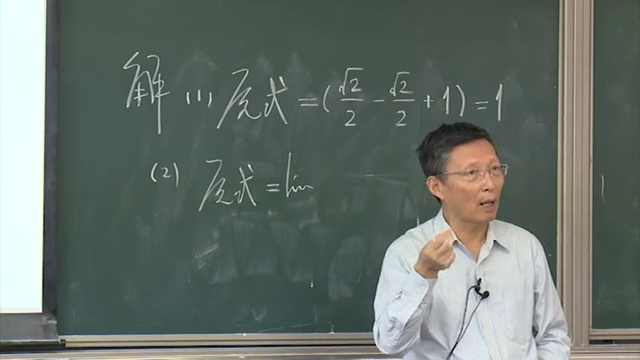 解 (1) 原式 = ( √2/2 - √2/2 + 1 ) = 1
(2) 原式 = lim